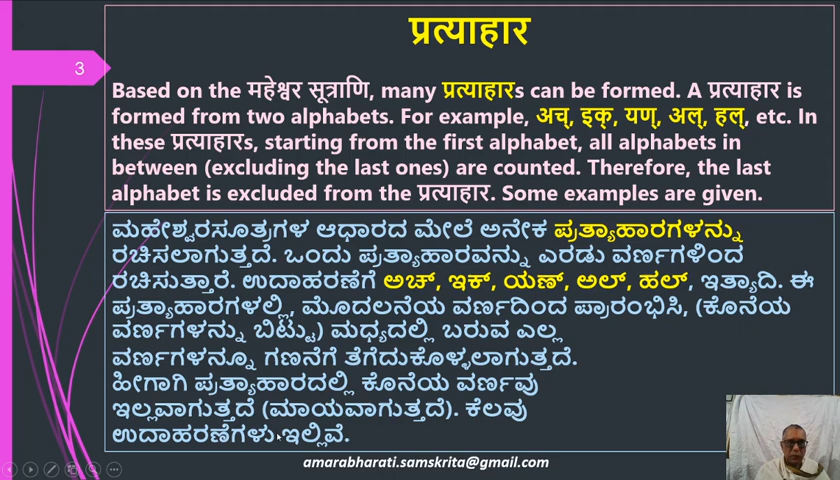 प्रत्याहार
3
Based on the महेश्वर सूत्राणि, many प्रत्याहारs can be formed. A प्रत्याहार is
formed from two alphabets. For example, अच्, इक्, यण्, अल्, हल्, etc. In
these प्रत्याहारs, starting from the first alphabet, all alphabets in
between (excluding the last ones) are counted. Therefore, the last
alphabet is excluded from the प्रत्याहार. Some examples are given.
ಮಹೇಶ್ವರಸೂತ್ರಗಳ ಆಧಾರದ ಮೇಲೆ ಅನೇಕ ಪ್ರತ್ಯಾಹಾರಗಳನ್ನು
ರಚಿಸಲಾಗುತ್ತದೆ. ಒಂದು ಪ್ರತ್ಯಾಹಾರವನ್ನು ಎರಡು ವರ್ಣಗಳಿಂದ
ರಚಿಸುತ್ತಾರೆ. ಉದಾಹರಣೆಗೆ ಅಚ್, ಇಕ್, ಯಣ್, ಅಲ್, ಹಲ್, ಇತ್ಯಾದಿ. ಈ
ಪ್ರತ್ಯಾಹಾರಗಳಲ್ಲಿ, ಮೊದಲನೆಯ ವರ್ಣದಿಂದ ಪ್ರಾರಂಭಿಸಿ, (ಕೊನೆಯ
ವರ್ಣಗಳನ್ನು ಬಿಟ್ಟು) ಮಧ್ಯದಲ್ಲಿ ಬರುವ ಎಲ್ಲ
ವರ್ಣಗಳನ್ನೂ ಗಣನೆಗೆ ತೆಗೆದುಕೊಳ್ಳಲಾಗುತ್ತದೆ.
ಹೀಗಾಗಿ ಪ್ರತ್ಯಾಹಾರದಲ್ಲಿ ಕೊನೆಯ ವರ್ಣವು
ಇಲ್ಲವಾಗುತ್ತದೆ (ಮಾಯವಾಗುತ್ತದೆ). ಕೆಲವು
ಉದಾಹರಣೆಗಳು ಇಲ್ಲಿವೆ.
amarabharati.samskrita@gmail.com